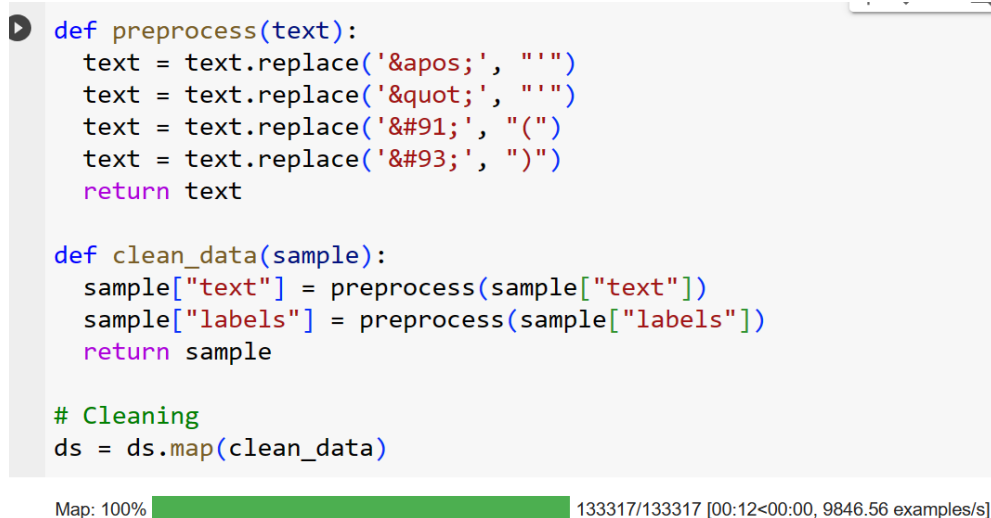 def preprocess(text):
  text = text.replace('&apos;', "'")
  text = text.replace('&quot;', "'")
  text = text.replace('&#91;', "(")
  text = text.replace('&#93;', ")")
  return text

def clean_data(sample):
  sample["text"] = preprocess(sample["text"])
  sample["labels"] = preprocess(sample["labels"])
  return sample

# Cleaning
ds = ds.map(clean_data)

Map: 100% 133317/133317 [00:12<00:00, 9846.56 examples/s]